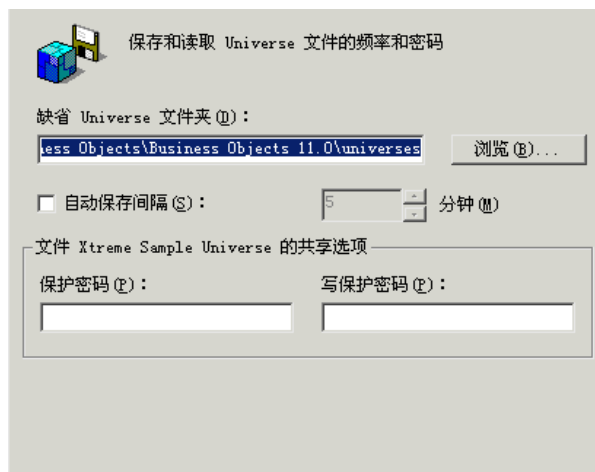 保存和读取 Universe 文件的频率和密码
缺省 Universe 文件夹(D)：
ess Objects\Business Objects 11.0\universes
浏览(B)...
自动保存间隔(S)：
5
分钟(M)
文件 Xtreme Sample Universe 的共享选项
保护密码(P)：
写保护密码(P)：